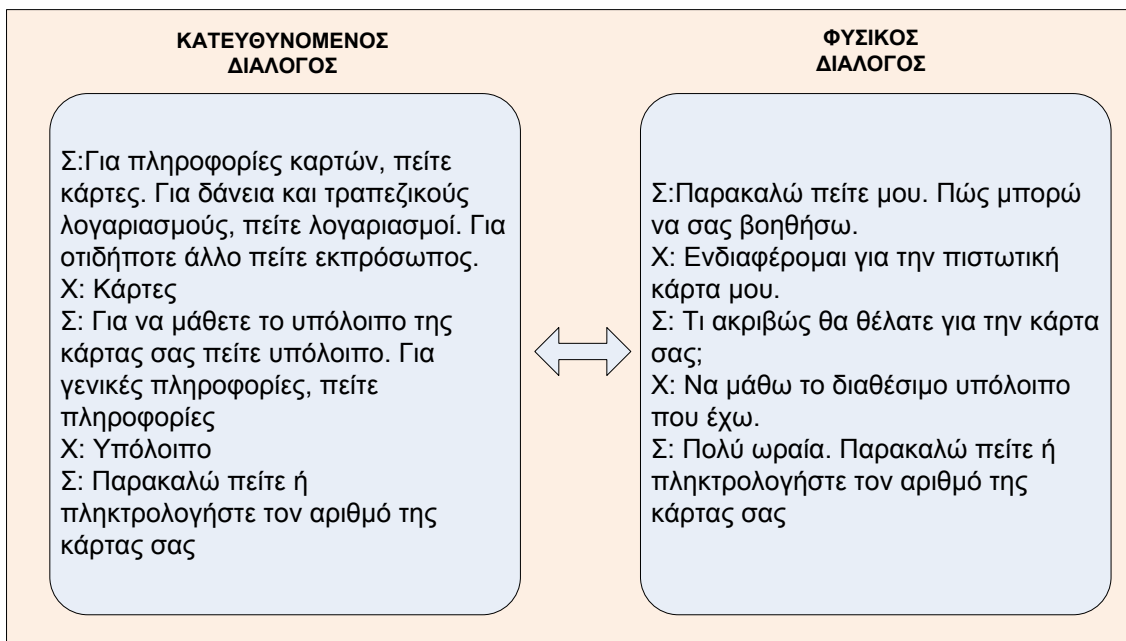 ΚΑΤΕΥΘΥΝΟΜΕΝΟΣ
ΔΙΑΛΟΓΟΣ
Σ:Για πληροφορίες καρτών, πείτε
κάρτες. Για δάνεια και τραπεζικούς
λογαριασμούς, πείτε λογαριασμοί. Για
οτιδήποτε άλλο πείτε εκπρόσωπος.
Χ: Κάρτες
Σ: Για να μάθετε το υπόλοιπο της
κάρτας σας πείτε υπόλοιπο. Για
γενικές πληροφορίες, πείτε
πληροφορίες
Χ: Υπόλοιπο
Σ: Παρακαλώ πείτε ή
πληκτρολογήστε τον αριθμό της
κάρτας σας
ΦΥΣΙΚΟΣ
ΔΙΑΛΟΓΟΣ
Σ:Παρακαλώ πείτε μου. Πώς μπορώ
να σας βοηθήσω.
Χ: Ενδιαφέρομαι για την πιστωτική
κάρτα μου.
Σ: Τι ακριβώς θα θέλατε για την κάρτα
σας;
Χ: Να μάθω το διαθέσιμο υπόλοιπο
που έχω.
Σ: Πολύ ωραία. Παρακαλώ πείτε ή
πληκτρολογήστε τον αριθμό της
κάρτας σας